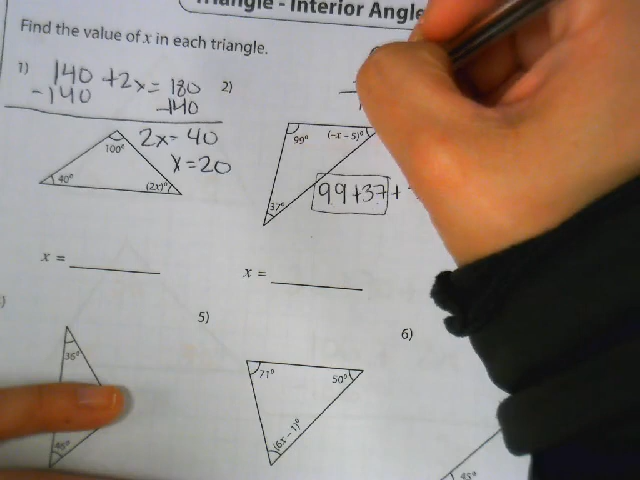 Triangle - Interior Angle
Find the value of x in each triangle.
1)
140 + 2x = 180
-140 -140
2x = 40
x = 20
100°
40°
(2x)°
x =
2)
99°
(-x - 5)°
37°
99+37+
x =
35°
45°
5)
71°
50°
(6x - 1)°
6)
45°